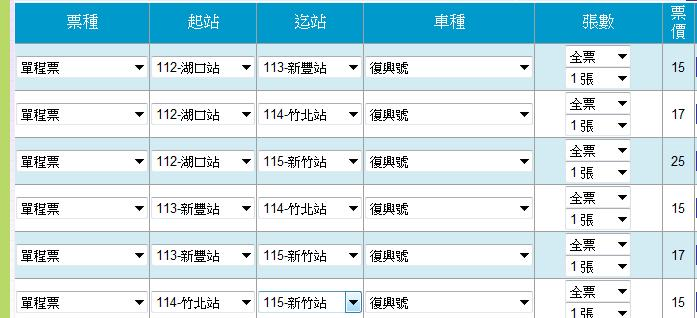 票種 起站 迄站 車種 張數 票價
單程票 112-湖口站 113-新豐站 復興號 全票 15
1 張
單程票 112-湖口站 114-竹北站 復興號 全票 17
1 張
單程票 112-湖口站 115-新竹站 復興號 全票 25
1 張
單程票 113-新豐站 114-竹北站 復興號 全票 15
1 張
單程票 113-新豐站 115-新竹站 復興號 全票 17
1 張
單程票 114-竹北站 115-新竹站 復興號 全票 15
1 張